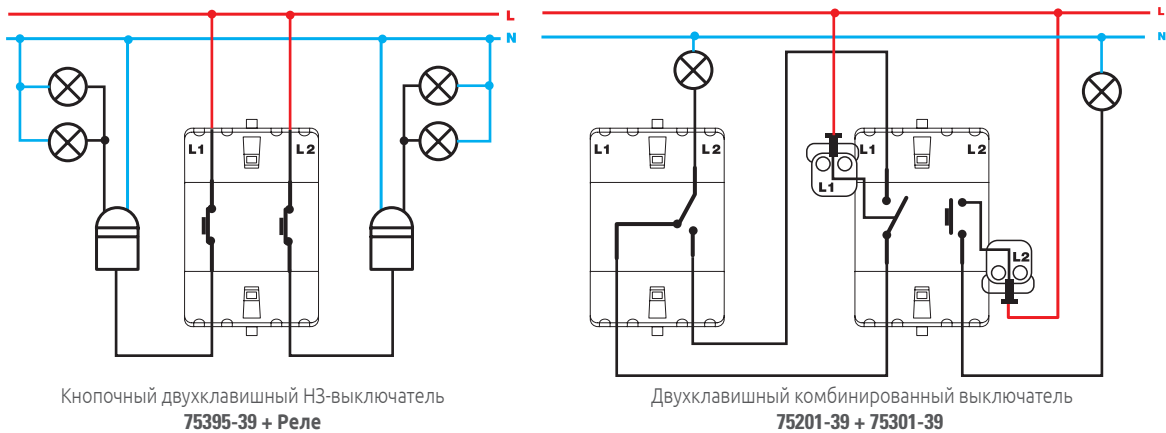 L
N
L1
L2
Кнопочный двухклавишный НЗ-выключатель
75395-39 + Реле
L
N
L1
L2
L1
L1
L2
Двухклавишный комбинированный выключатель
75201-39 + 75301-39